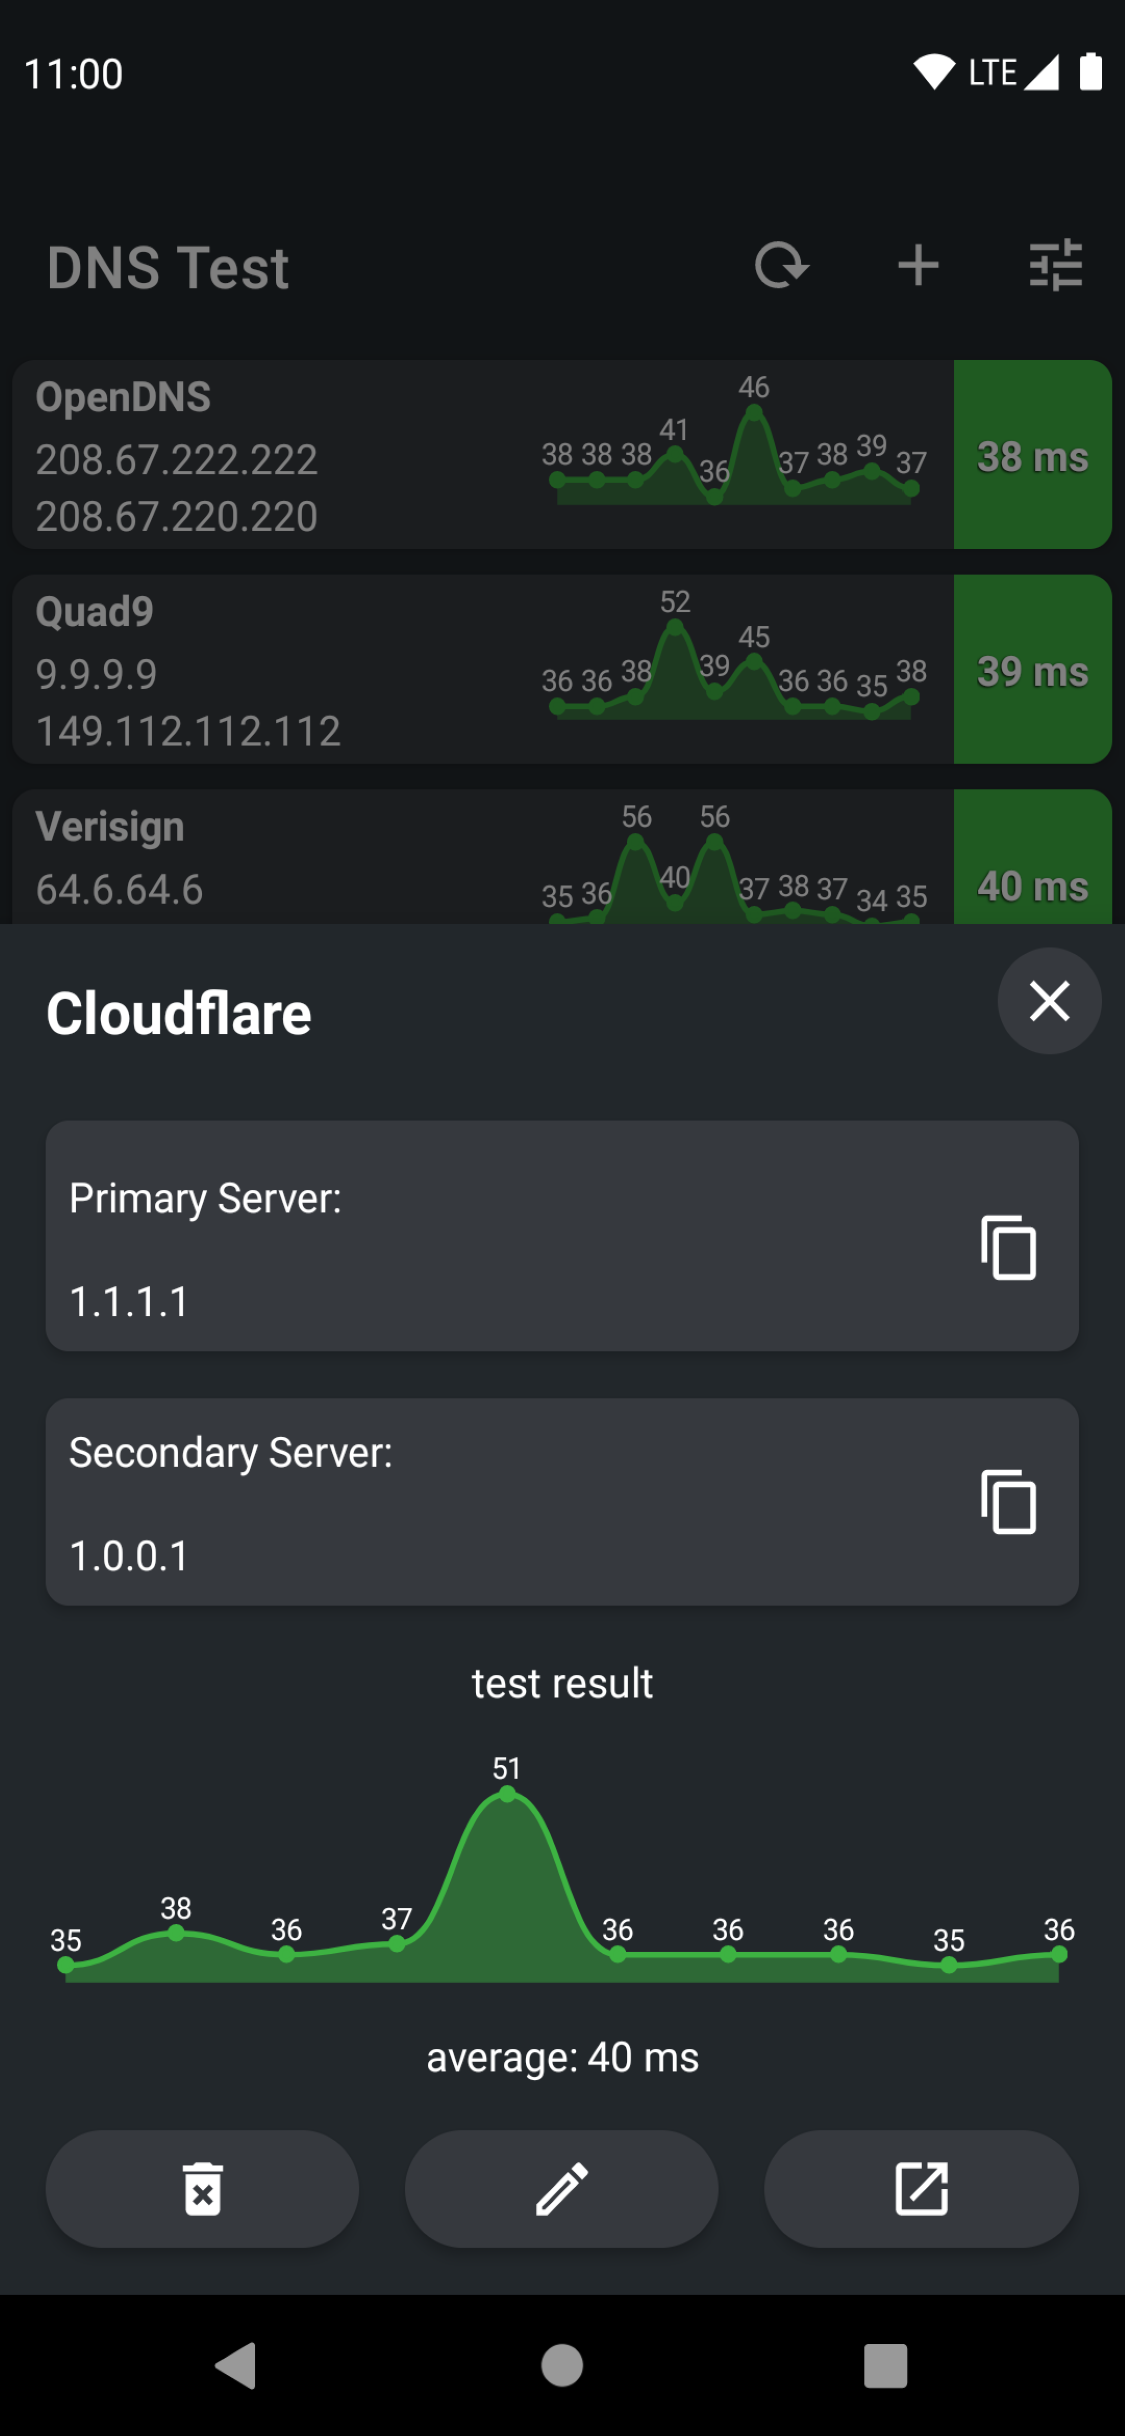 11:00 LTE
DNS Test
OpenDNS
208.67.222.222
208.67.220.220
38 38 38 41 36 46 37 38 39 37
38 ms
Quad9
9.9.9.9
149.112.112.112
36 36 38 52 39 45 36 36 35 38
39 ms
Verisign
64.6.64.6
35 36 56 40 56 37 38 37 34 35
40 ms
Cloudflare
Primary Server:
1.1.1.1
Secondary Server:
1.0.0.1
test result
35 38 36 37 51 36 36 36 35 36
average: 40 ms